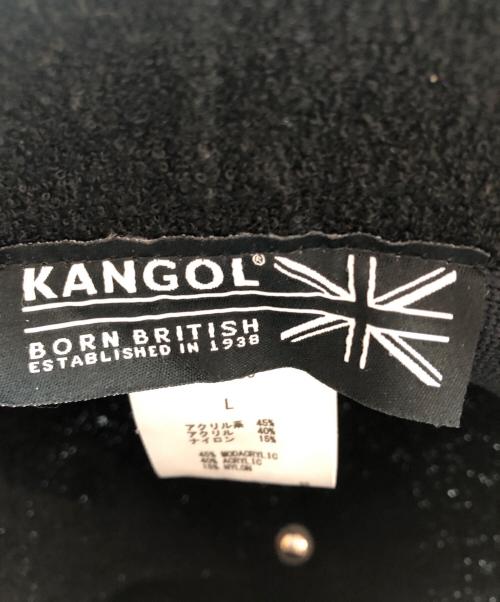 KANGOL®
BORN BRITISH
ESTABLISHED IN 1938
L
アクリル系 45%
アクリル 40%
ナイロン 15%
45% MODACRYLIC
40% ACRYLIC
15% NYLON